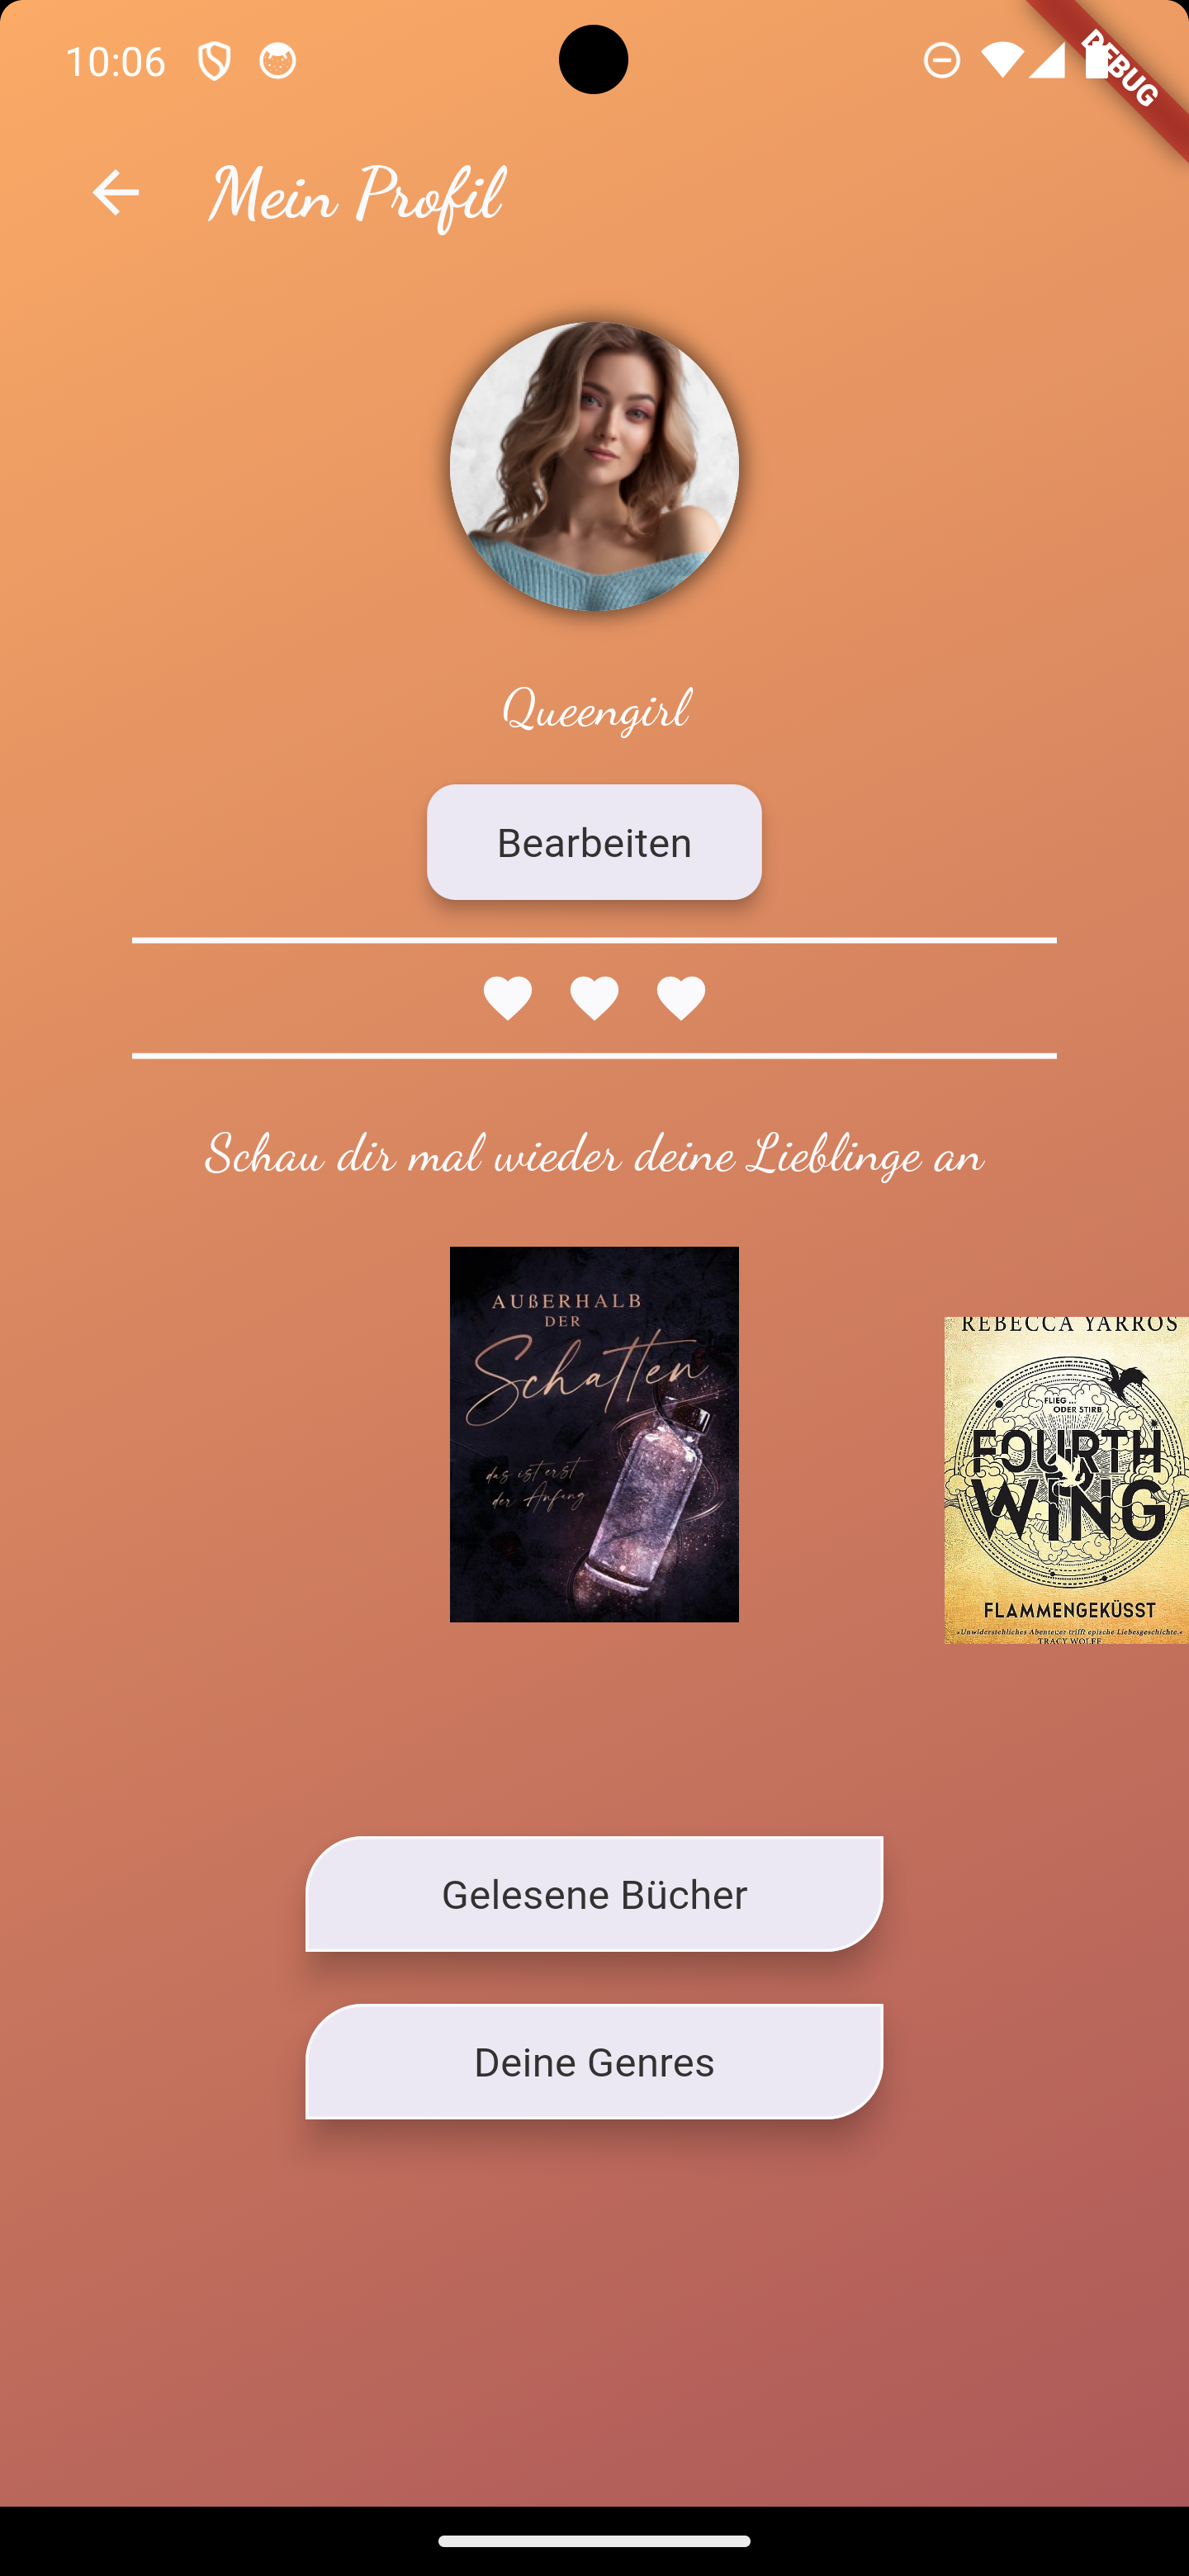 10:06
DEBUG
Mein Profil
Queengirl
Bearbeiten
Schau dir mal wieder deine Lieblinge an
AUßERHALB
DER
Schatten
das ist erst
der Anfang
REBECCA YARROS
FLIEG ...
ODER STIRB
FOURTH
WING
FLAMMENGEKÜSST
»Unwiderstehliches Abenteuer trifft epische Liebesgeschichte.«
TRACY WOLFF
Gelesene Bücher
Deine Genres